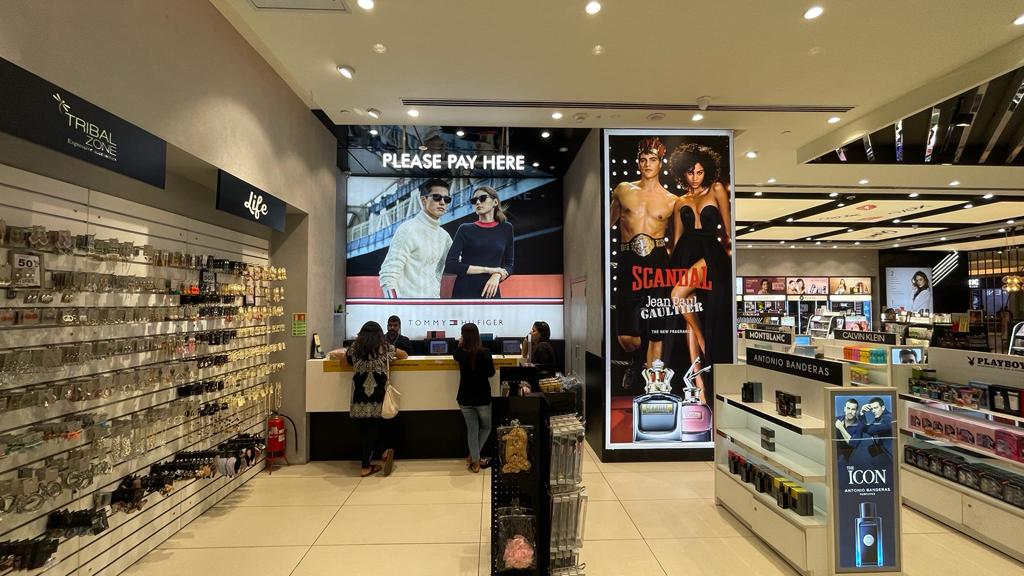 TRIBAL
ZONE
Life
50
PLEASE PAY HERE
TOMMY HILFIGER
SCANDAL
Jean Paul
GAULTIER
THE NEW FRAGRANCE
MONTBLANC
CALVIN KLEIN
ANTONIO BANDERAS
PLAYBOY
THE
ICON
ANTONIO BANDERAS